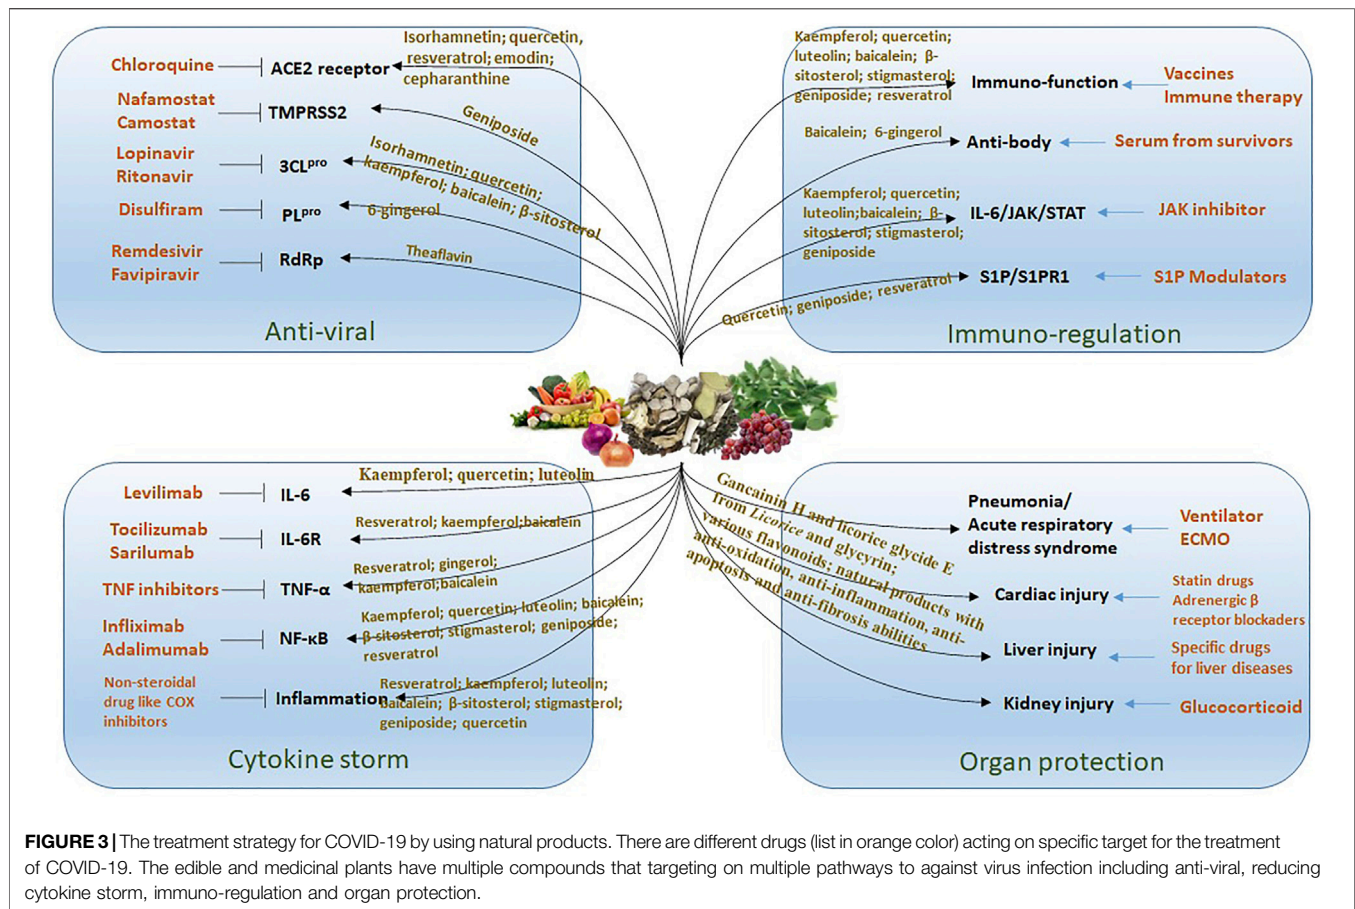 Chloroquine
ACE2 receptor
Isorhamnetin; quercetin,
resveratrol; emodin;
cepharanthine
Nafamostat
Camostat
TMPRSS2
Geniposide
Lopinavir
Ritonavir
3CLpro
Isorhamnetin; quercetin;
kaempferol; baicalein; β-sitosterol
Disulfiram
PLpro
6-gingerol
Remdesivir
Favipiravir
RdRp
Theaflavin
Anti-viral
Kaempferol; quercetin;
luteolin; baicalein; β-
sitosterol; stigmasterol;
geniposide; resveratrol
Immuno-function
Vaccines
Immune therapy
Baicalein; 6-gingerol
Anti-body
Serum from survivors
Kaempferol; quercetin;
luteolin;baicalein; β-
sitosterol; stigmasterol;
geniposide
IL-6/JAK/STAT
JAK inhibitor
Quercetin; geniposide; resveratrol
S1P/S1PR1
S1P Modulators
Immuno-regulation
Levilimab
IL-6
Kaempferol; quercetin; luteolin
Tocilizumab
Sarilumab
IL-6R
Resveratrol; kaempferol;baicalein
TNF inhibitors
TNF-α
Resveratrol; gingerol;
kaempferol;baicalein
Infliximab
Adalimumab
NF-κB
Kaempferol; quercetin; luteolin; baicalein;
β-sitosterol; stigmasterol; geniposide;
resveratrol
Non-steroidal
drug like COX
inhibitors
Inflammation
Resveratrol; kaempferol; luteolin;
baicalein; β-sitosterol; stigmasterol;
geniposide; quercetin
Cytokine storm
Gancainin H and licorice glycide E
from Licorice and glycyrin;
various flavonoids; natural products with
anti-oxidation, anti-inflammation, anti-
apoptosis and anti-fibrosis abilities
Pneumonia/
Acute respiratory
distress syndrome
Ventilator
ECMO
Cardiac injury
Statin drugs
Adrenergic β
receptor blockaders
Liver injury
Specific drugs
for liver diseases
Kidney injury
Glucocorticoid
Organ protection
FIGURE 3 | The treatment strategy for COVID-19 by using natural products. There are different drugs (list in orange color) acting on specific target for the treatment
of COVID-19. The edible and medicinal plants have multiple compounds that targeting on multiple pathways to against virus infection including anti-viral, reducing
cytokine storm, immuno-regulation and organ protection.